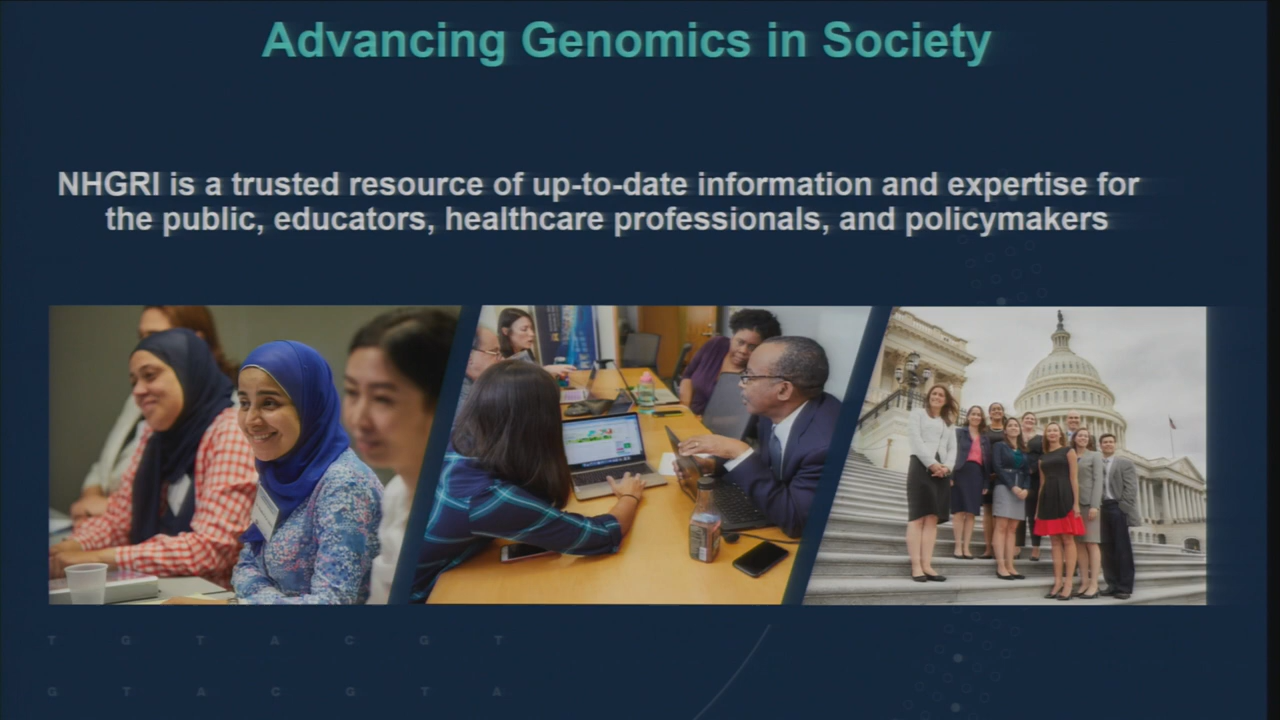 Advancing Genomics in Society
NHGRI is a trusted resource of up-to-date information and expertise for
the public, educators, healthcare professionals, and policymakers
T G T A C G T
G T A C G T A